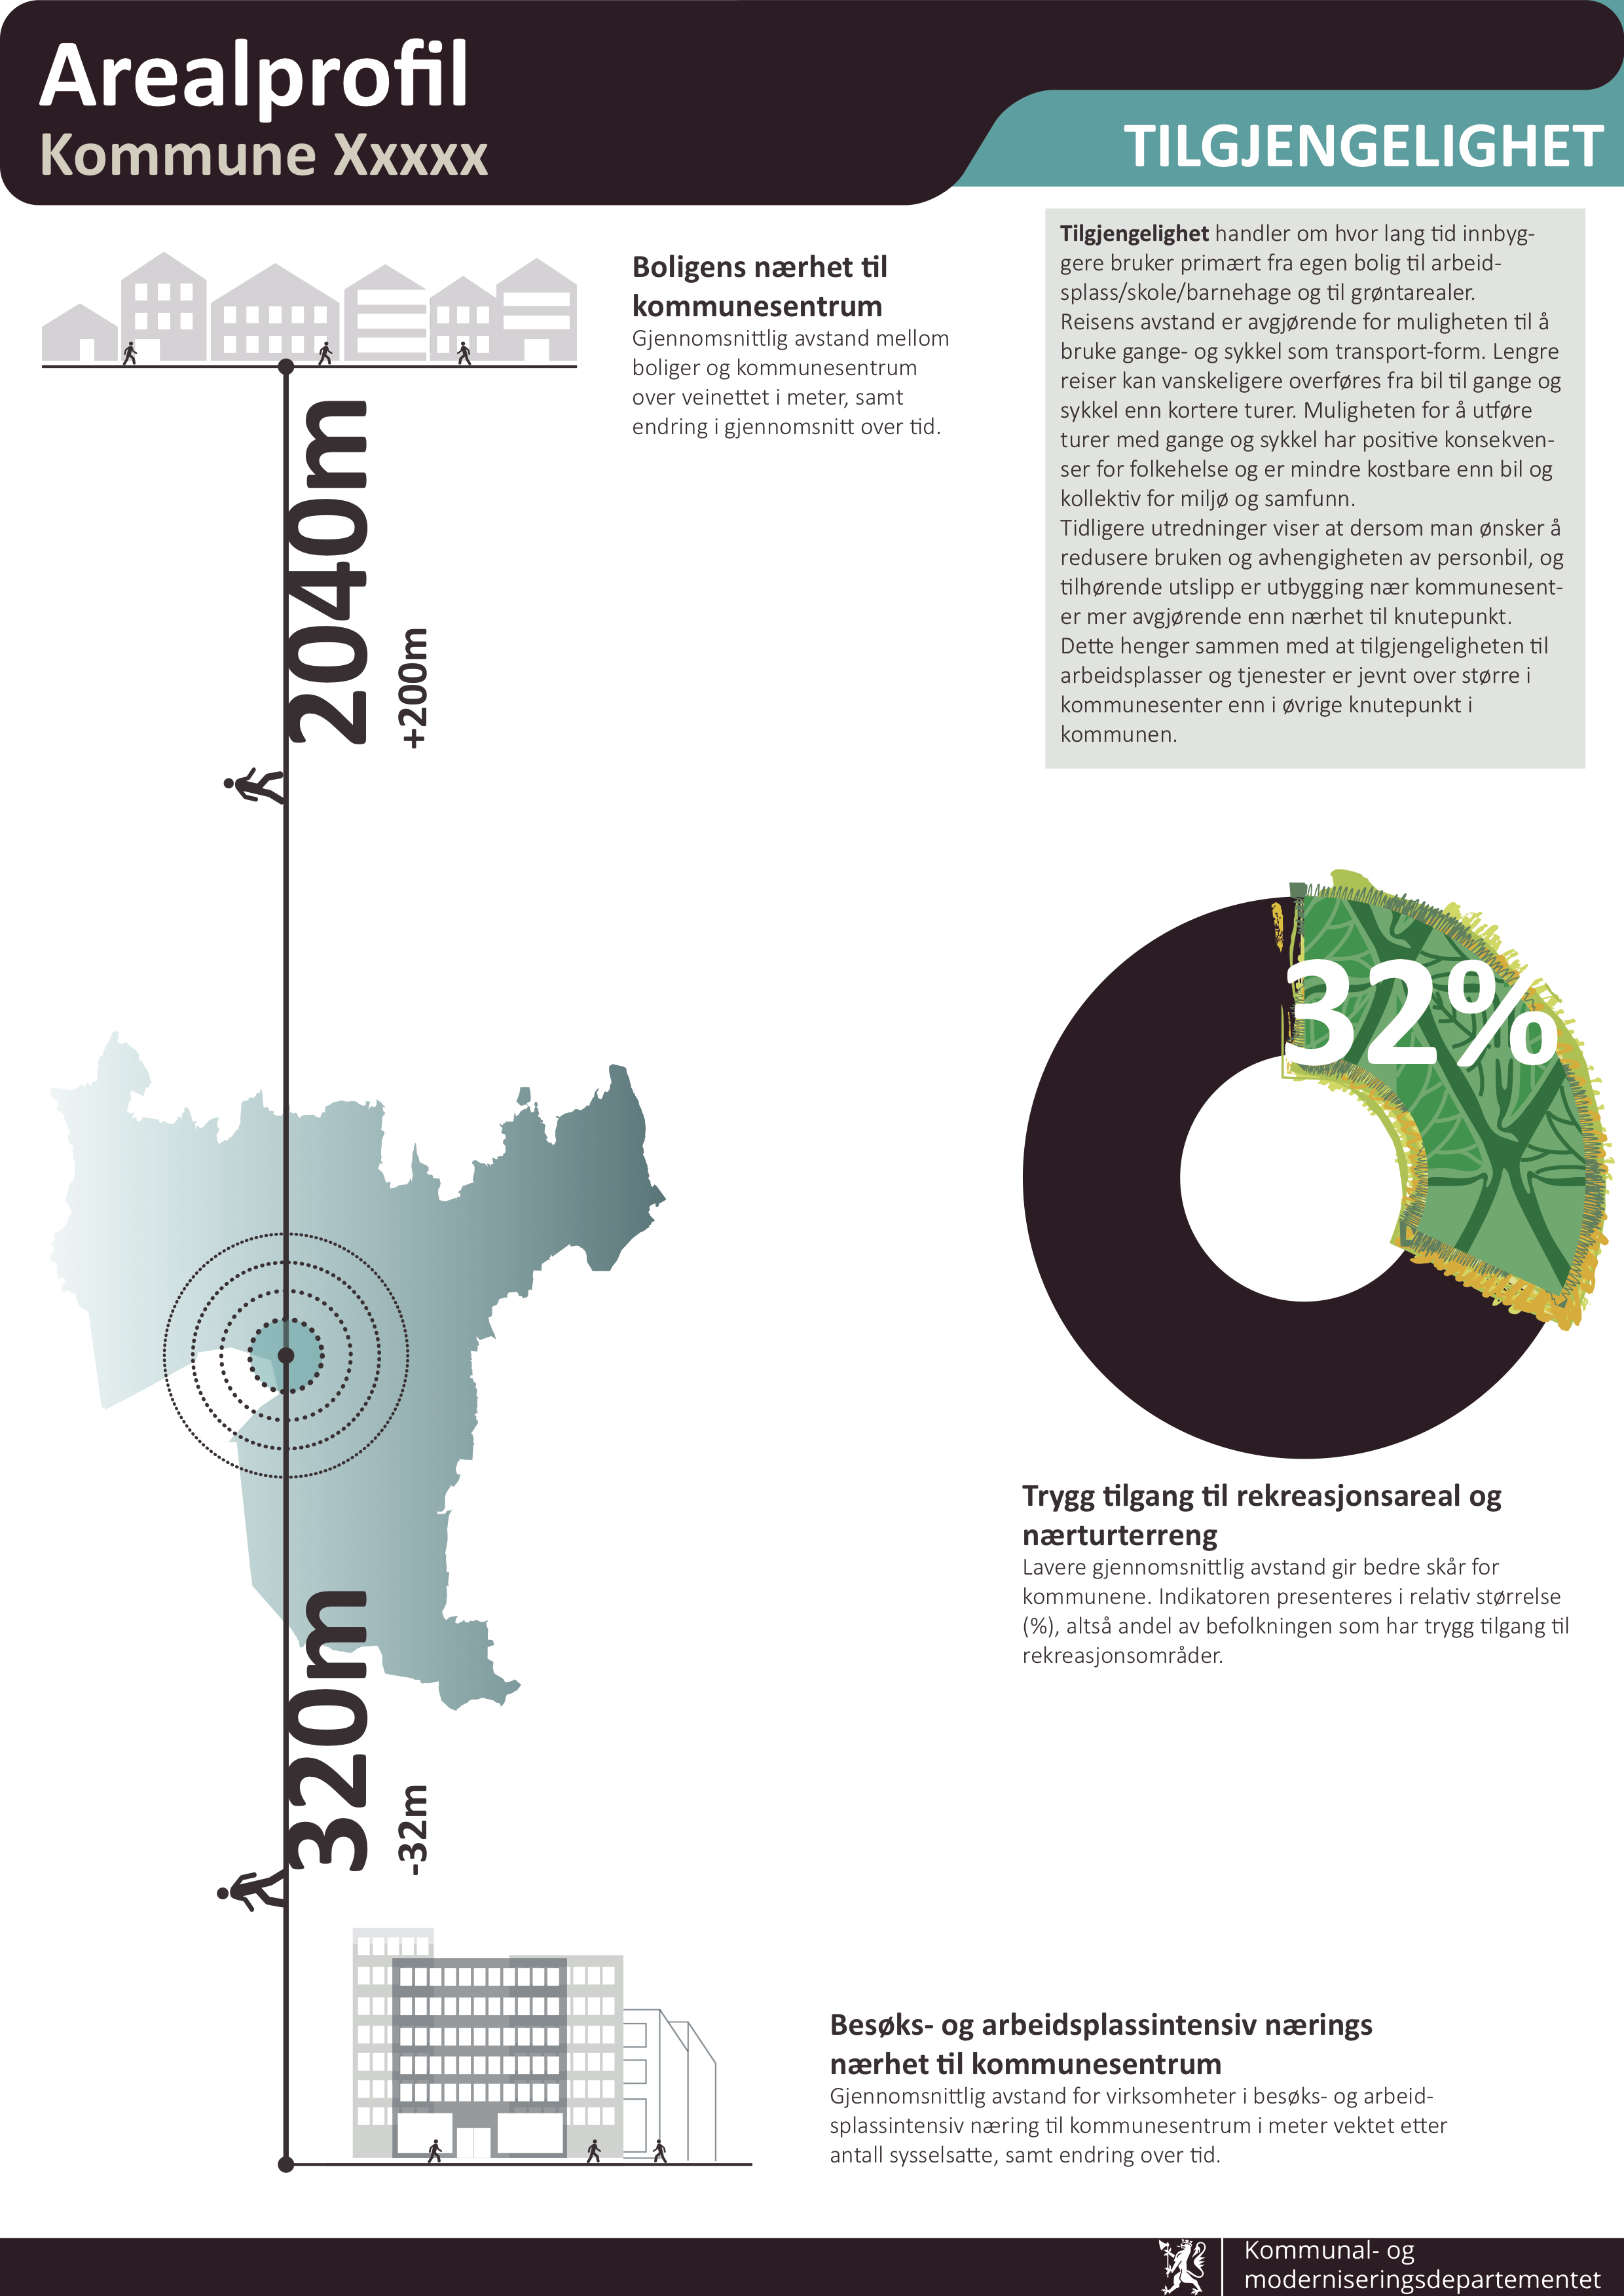 Arealprofil
Kommune Xxxxx
TILGJENGELIGHET
Boligens nærhet til
kommunesentrum
Gjennomsnittlig avstand mellom
boliger og kommunesentrum
over veinettet i meter, samt
endring i gjennomsnitt over tid.
Tilgjengelighet handler om hvor lang tid innbyg-
gere bruker primært fra egen bolig til arbeid-
splass/skole/barnehage og til grøntarealer.
Reisens avstand er avgjørende for muligheten til å
bruke gange- og sykkel som transport-form. Lengre
reiser kan vanskeligere overføres fra bil til gange og
sykkel enn kortere turer. Muligheten for å utføre
turer med gange og sykkel har positive konsekven-
ser for folkehelse og er mindre kostbare enn bil og
kollektiv for miljø og samfunn.
Tidligere utredninger viser at dersom man ønsker å
redusere bruken og avhengigheten av personbil, og
tilhørende utslipp er utbygging nær kommunesent-
er mer avgjørende enn nærhet til knutepunkt.
Dette henger sammen med at tilgjengeligheten til
arbeidsplasser og tjenester er jevnt over større i
kommunesenter enn i øvrige knutepunkt i
kommunen.
2040m
+200m
32%
Trygg tilgang til rekreasjonsareal og
nærturterreng
Lavere gjennomsnittlig avstand gir bedre skår for
kommunene. Indikatoren presenteres i relativ størrelse
(%), altså andel av befolkningen som har trygg tilgang til
rekreasjonsområder.
320m
-32m
Besøks- og arbeidsplassintensiv nærings
nærhet til kommunesentrum
Gjennomsnittlig avstand for virksomheter i besøks- og arbeid-
splassintensiv næring til kommunesentrum i meter vektet etter
antall sysselsatte, samt endring over tid.
Kommunal- og
moderniseringsdepartementet